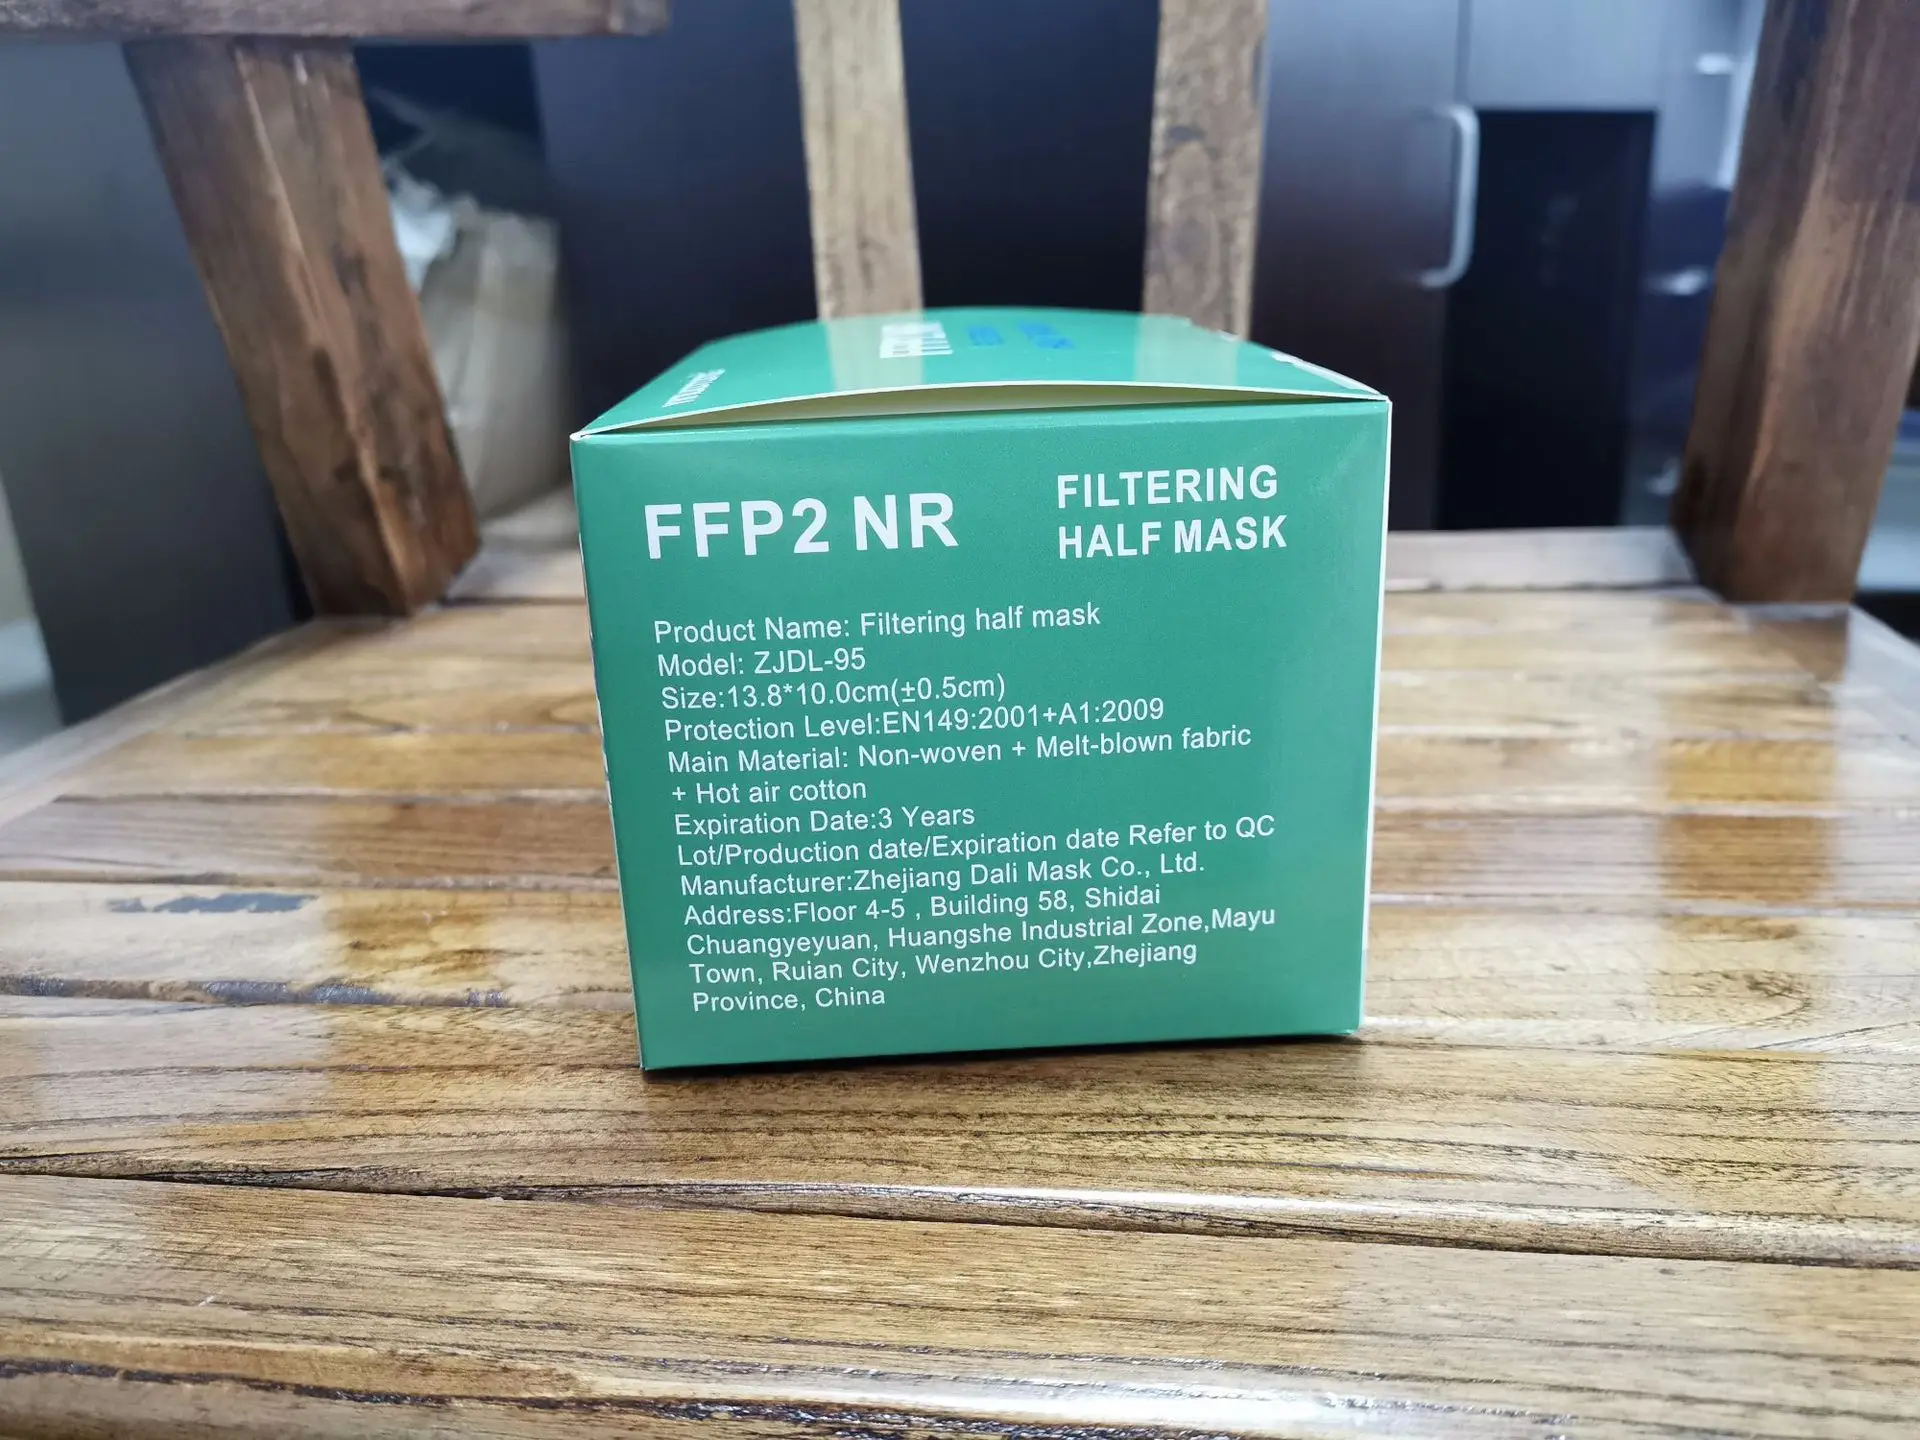 FFP2 NR
FILTERING
HALF MASK
Product Name: Filtering half mask
Model: ZJDL-95
Size:13.8*10.0cm(±0.5cm)
Protection Level:EN149:2001+A1:2009
Main Material: Non-woven + Melt-blown fabric
+ Hot air cotton
Expiration Date:3 Years
Lot/Production date/Expiration date Refer to QC
Manufacturer:Zhejiang Dali Mask Co., Ltd.
Address:Floor 4-5 , Building 58, Shidai
Chuangyeyuan, Huangshe Industrial Zone,Mayu
Town, Ruian City, Wenzhou City,Zhejiang
Province, China